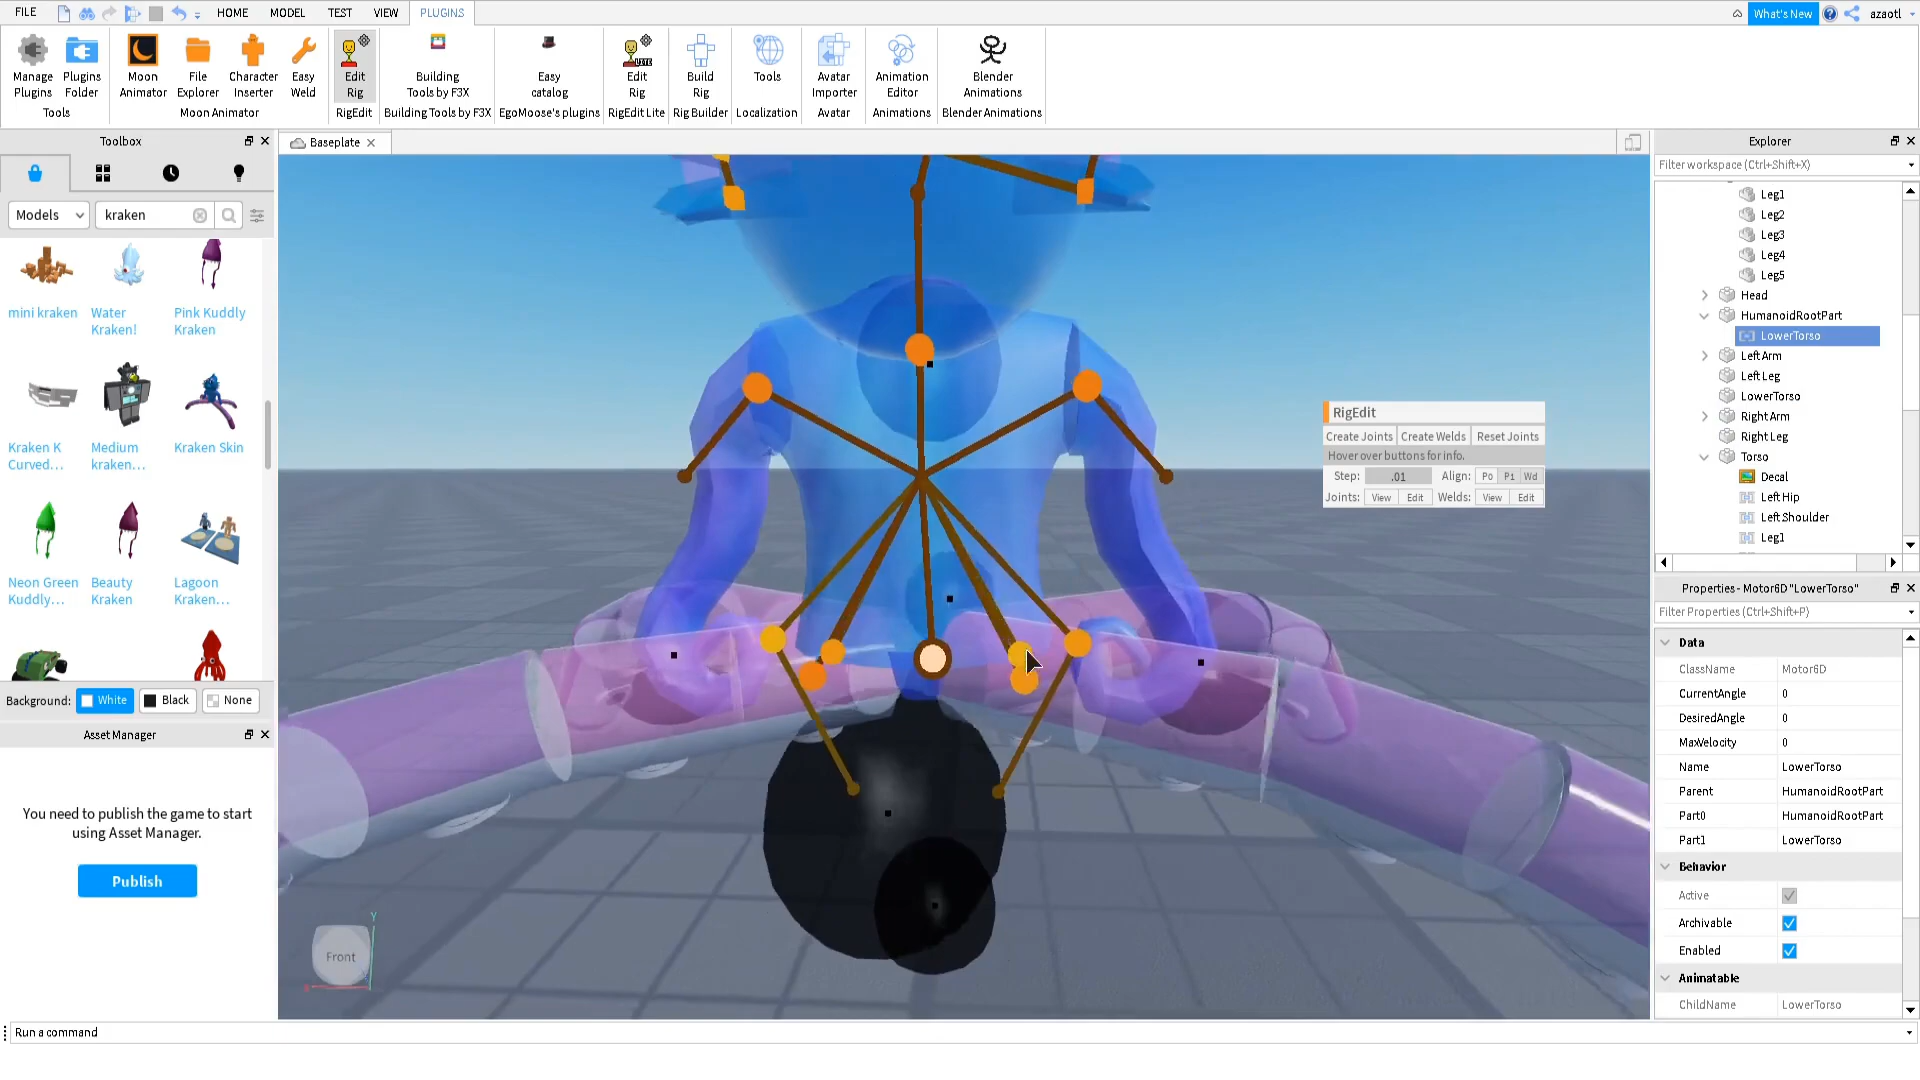 FILE HOME MODEL TEST VIEW PLUGINS What's New azaotl
Manage Plugins
Plugins Folder
Moon Animator
File Explorer
Character Inserter
Easy Weld
Edit Rig
Building Tools by F3X
Easy catalog
Edit Rig
Build Rig
Tools
Avatar Importer
Animation Editor
Blender Animations
Tools Moon Animator RigEdit Building Tools by F3X EgoMoose's plugins RigEdit Lite Rig Builder Localization Avatar Animations Blender Animations
Toolbox
Models kraken
mini kraken
Water Kraken!
Pink Kuddly Kraken
Kraken K Curved...
Medium kraken...
Kraken Skin
Neon Green Kuddly...
Beauty Kraken
Lagoon Kraken...
Background: White Black None
Asset Manager
You need to publish the game to start
using Asset Manager.
Publish
Baseplate
RigEdit
Create Joints Create Welds Reset Joints
Hover over buttons for info.
Step: .01 Align: P0 P1 Wd
Joints: View Edit Welds: View Edit
Y
Front
Explorer
Filter workspace (Ctrl+Shift+X)
Leg1
Leg2
Leg3
Leg4
Leg5
Head
HumanoidRootPart
LowerTorso
Left Arm
Left Leg
LowerTorso
Right Arm
Right Leg
Torso
Decal
Left Hip
Left Shoulder
Leg1
Properties - Motor6D "LowerTorso"
Filter Properties (Ctrl+Shift+P)
Data
ClassName Motor6D
CurrentAngle 0
DesiredAngle 0
MaxVelocity 0
Name LowerTorso
Parent HumanoidRootPart
Part0 HumanoidRootPart
Part1 LowerTorso
Behavior
Active
Archivable
Enabled
Animatable
ChildName LowerTorso
Run a command